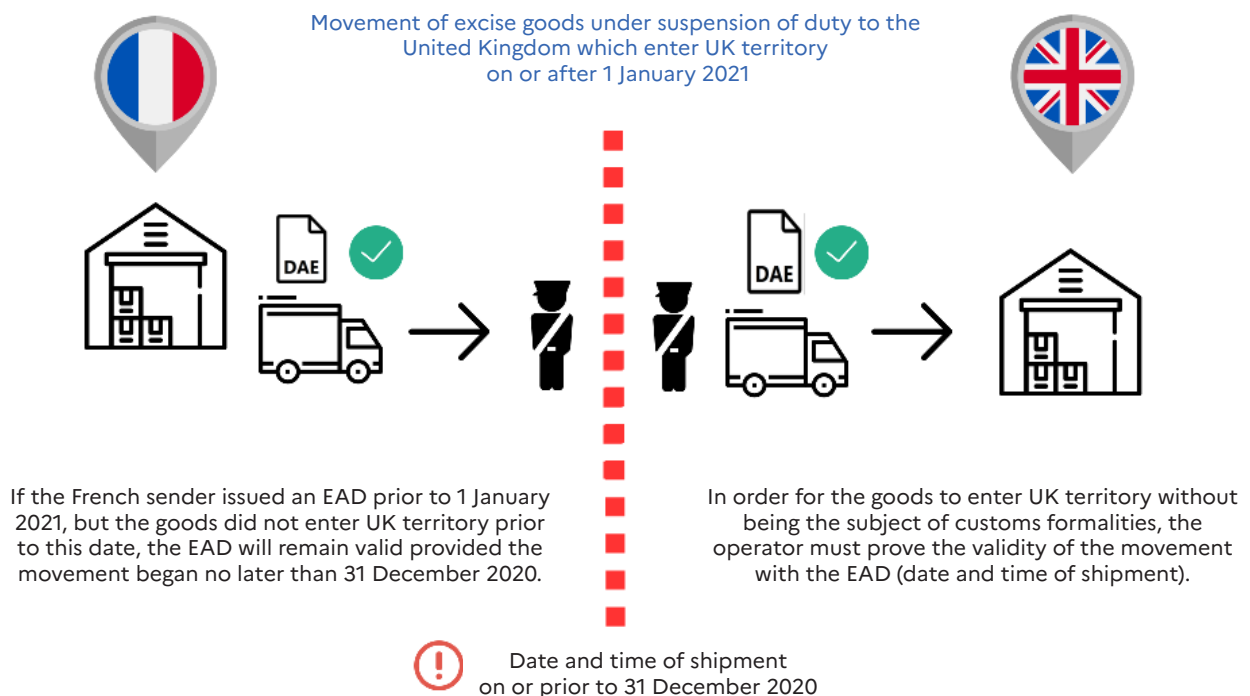 Movement of excise goods under suspension of duty to the
United Kingdom which enter UK territory
on or after 1 January 2021
DAE
DAE
If the French sender issued an EAD prior to 1 January
2021, but the goods did not enter UK territory prior
to this date, the EAD will remain valid provided the
movement began no later than 31 December 2020.
In order for the goods to enter UK territory without
being the subject of customs formalities, the
operator must prove the validity of the movement
with the EAD (date and time of shipment).
Date and time of shipment
on or prior to 31 December 2020